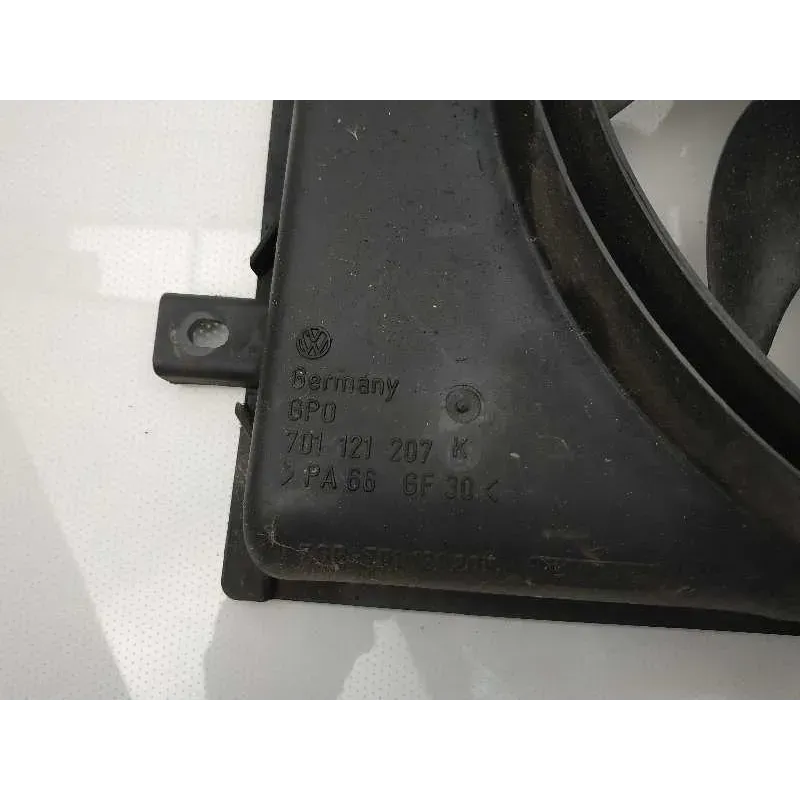 Germany
GPO
701 121 207 K
>PA 66 GF 30<